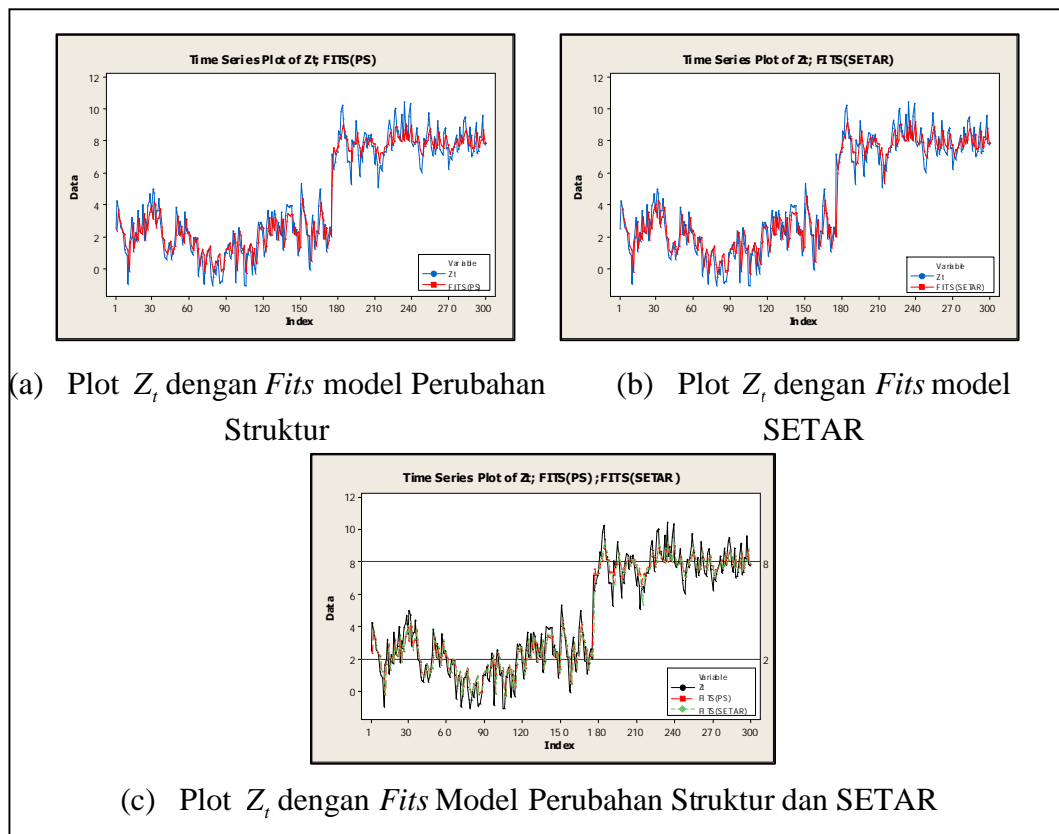 Time Series Plot of Zt; FITS(PS)
12
10
8
6
4
2
0
Data
1 30 60 90 120 150 180 210 240 270 300
Index
Variable
Zt
FITS(PS)
Time Series Plot of Zt; FITS(SETAR)
12
10
8
6
4
2
0
Data
1 30 60 90 120 150 180 210 240 270 300
Index
Variable
Zt
FITS(SETAR)
(a) Plot Zt dengan Fits model Perubahan
Struktur
(b) Plot Zt dengan Fits model
SETAR
Time Series Plot of Zt; FITS(PS) ; FITS(SETAR)
12
10
8
6
4
2
0
Data
8
2
1 30 60 90 120 150 180 210 240 270 300
Index
Variable
Zt
FITS(PS)
FITS(SETAR)
(c) Plot Zt dengan Fits Model Perubahan Struktur dan SETAR